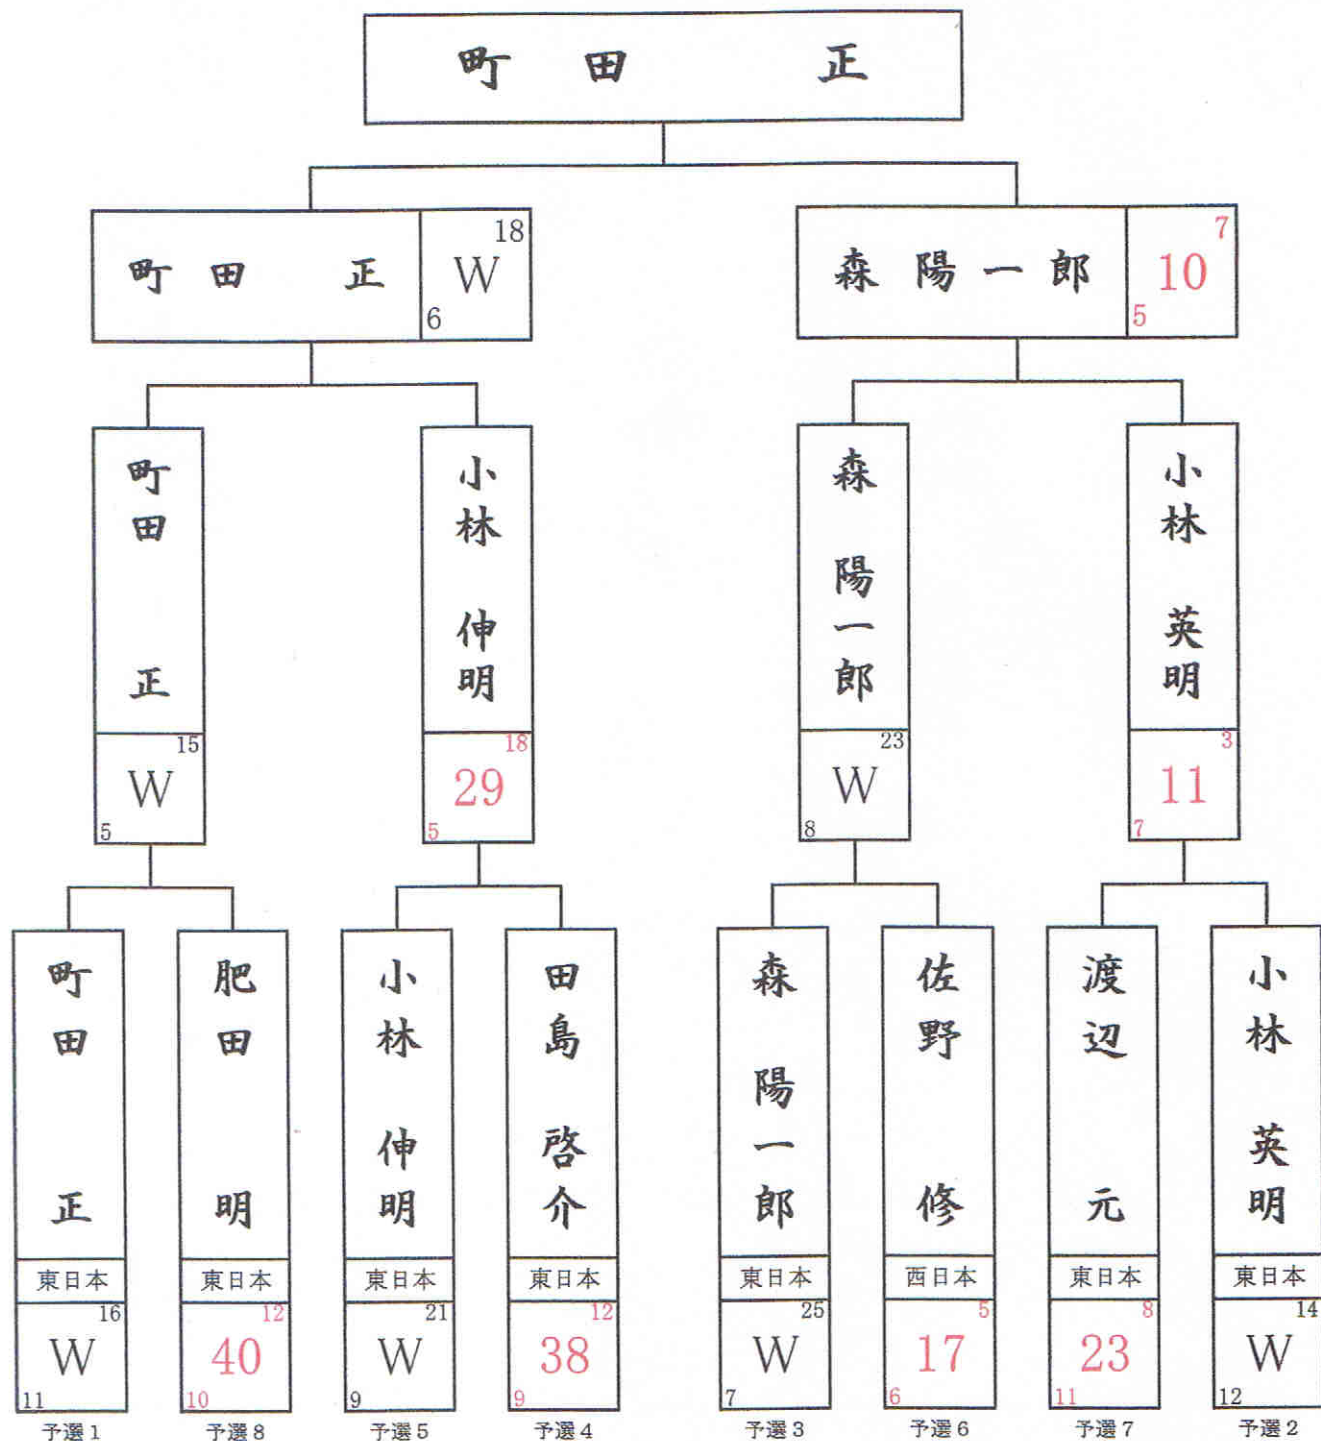 町田 正
町田 正
18
W
6
森陽一郎
7
10
5
町田 正
15
W
5
小林 伸明
18
29
5
森 陽一郎
23
W
8
小林 英明
3
11
7
町田 正
東日本
16
W
11
予選1
肥田 明
東日本
12
40
10
予選8
小林 伸明
東日本
21
W
9
予選5
田島 啓介
東日本
12
38
9
予選4
森 陽一郎
東日本
25
W
7
予選3
佐野 修
西日本
5
17
6
予選6
渡辺 元
東日本
8
23
11
予選7
小林 英明
東日本
14
W
12
予選2